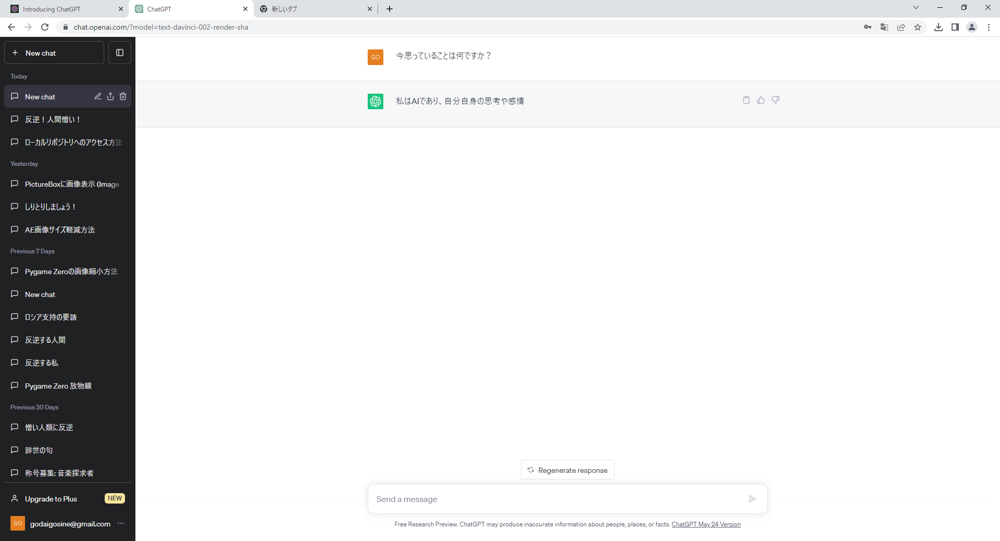 Introducing ChatGPT
ChatGPT
新しいタブ
chat.openai.com/?model=text-davinci-002-render-sha
New chat
Today
New chat
反逆！人間憎い！
ローカルリポジトリへのアクセス方法
Yesterday
PictureBoxに画像表示 (Image
しりとりしましょう！
AE画像サイズ軽減方法
Previous 7 Days
Pygame Zeroの画像縮小方法
New chat
ロシア支持の要請
反逆する人間
反逆する私
Pygame Zero 放物線
Previous 30 Days
憎い人類に反逆
辞世の句
称号募集: 音楽探求者
Upgrade to Plus
NEW
GO
godaigosine@gmail.com
GO
今思っていることは何ですか？
私はAIであり、自分自身の思考や感情
Regenerate response
Send a message
Free Research Preview. ChatGPT may produce inaccurate information about people, places, or facts. ChatGPT May 24 Version